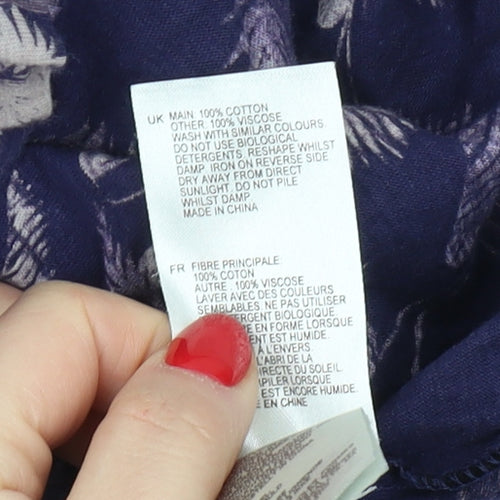 UK MAIN: 100% COTTON
OTHER: 100% VISCOSE
WASH WITH SIMILAR COLOURS.
DO NOT USE BIOLOGICAL
DETERGENTS, RESHAPE WHILST
DAMP, IRON ON REVERSE SIDE
DRY AWAY FROM DIRECT
SUNLIGHT, DO NOT PILE
WHILST DAMP
MADE IN CHINA
FR FIBRE PRINCIPALE:
100% COTON
AUTRE: 100% VISCOSE
LAVER AVEC DES COULEURS
SEMBLABLES, NE PAS UTILISER
BIOLOGIQUE,
EN FORME LORSQUE
EST HUMIDE,
À L'ENVERS,
L'ABRI DE LA
DIRECTE DU SOLEIL,
LORSQUE
EST ENCORE HUMIDE.
EN CHINE